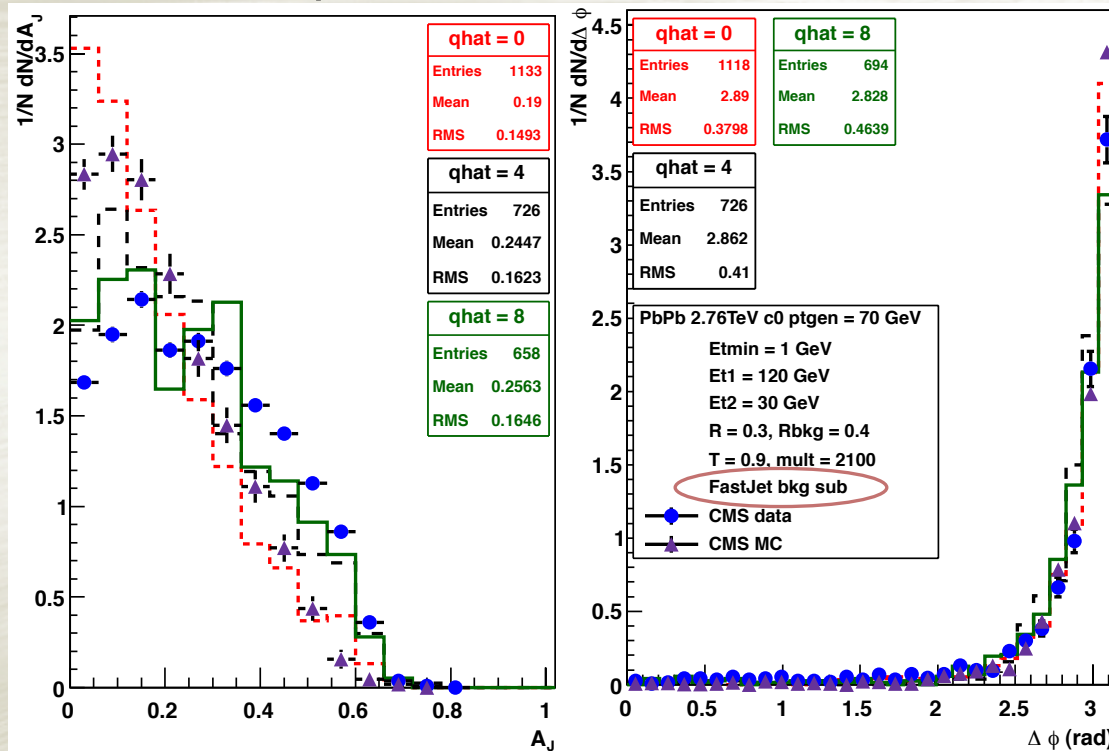 1/N dN/dA_J
3.5
3
2.5
2
1.5
1
0.5
0
0
0.2
0.4
0.6
0.8
1
A_J
qhat = 0
Entries 1133
Mean 0.19
RMS 0.1493
qhat = 4
Entries 726
Mean 0.2447
RMS 0.1623
qhat = 8
Entries 658
Mean 0.2563
RMS 0.1646
1/N dN/dΔ ϕ
4.5
4
3.5
3
2.5
2
1.5
1
0.5
0
0
0.5
1
1.5
2
2.5
3
Δ ϕ (rad)
qhat = 0
Entries 1118
Mean 2.89
RMS 0.3798
qhat = 8
Entries 694
Mean 2.828
RMS 0.4639
qhat = 4
Entries 726
Mean 2.862
RMS 0.41
PbPb 2.76TeV c0 ptgen = 70 GeV
Etmin = 1 GeV
Et1 = 120 GeV
Et2 = 30 GeV
R = 0.3, Rbkg = 0.4
T = 0.9, mult = 2100
FastJet bkg sub
CMS data
CMS MC